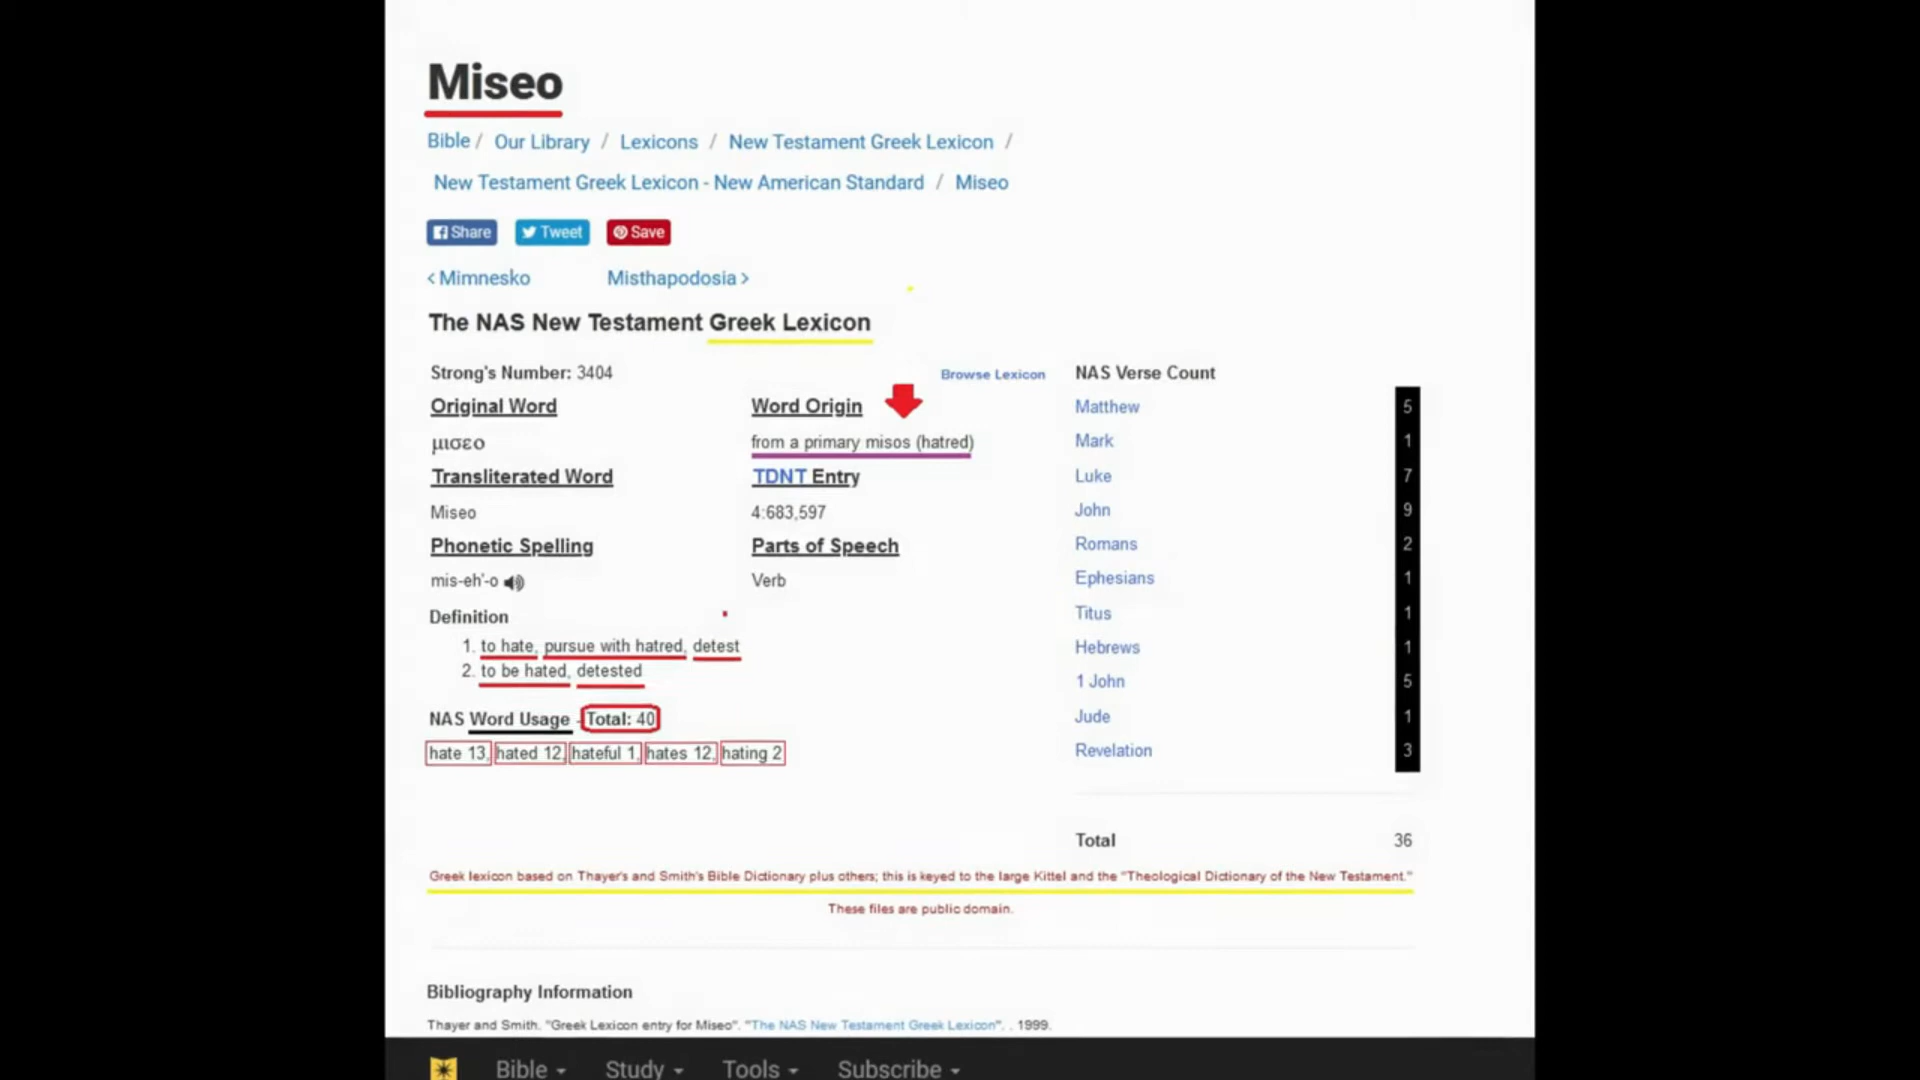 Miseo
Bible / Our Library / Lexicons / New Testament Greek Lexicon /
New Testament Greek Lexicon - New American Standard / Miseo
Share Tweet Save
< Mimnesko Misthapodosia >
The NAS New Testament Greek Lexicon
Strong's Number: 3404 Browse Lexicon
Original Word Word Origin
μισεο from a primary misos (hatred)
Transliterated Word TDNT Entry
Miseo 4:683,597
Phonetic Spelling Parts of Speech
mis-eh'-o Verb
Definition
1. to hate, pursue with hatred, detest
2. to be hated, detested
NAS Word Usage - Total: 40
hate 13, hated 12, hateful 1, hates 12, hating 2
NAS Verse Count
Matthew 5
Mark 1
Luke 7
John 9
Romans 2
Ephesians 1
Titus 1
Hebrews 1
1 John 5
Jude 1
Revelation 3
Total 36
Greek lexicon based on Thayer's and Smith's Bible Dictionary plus others; this is keyed to the large Kittel and the "Theological Dictionary of the New Testament."
These files are public domain.
Bibliography Information
Thayer and Smith. "Greek Lexicon entry for Miseo". "The NAS New Testament Greek Lexicon". . 1999.
Bible Study Tools Subscribe